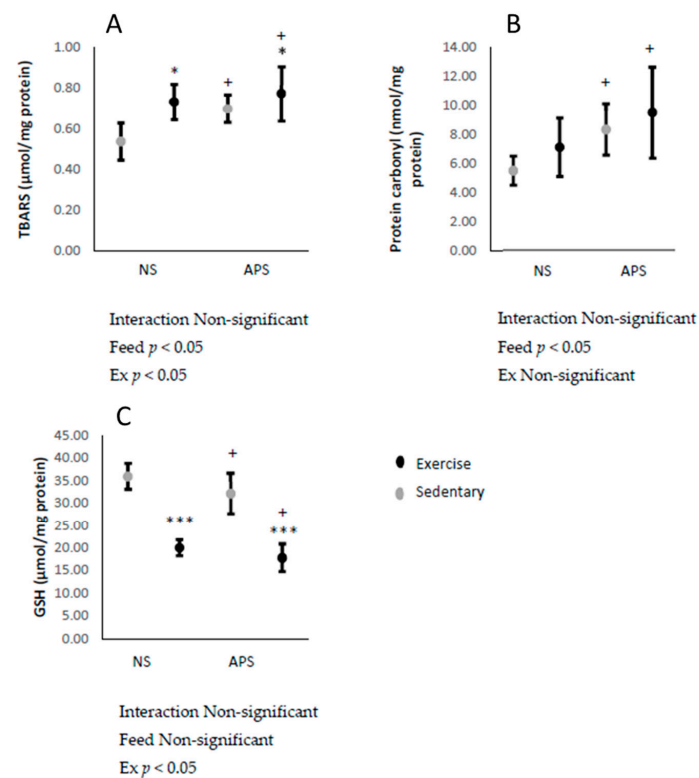 A
TBARS (µmol/mg protein)
1.00
0.80
0.60
0.40
0.20
0.00
*
+
+
*
NS APS
Interaction Non-significant
Feed p < 0.05
Ex p < 0.05
B
Protein carbonyl (nmol/mg
protein)
14.00
12.00
10.00
8.00
6.00
4.00
2.00
0.00
+
+
NS APS
Interaction Non-significant
Feed p < 0.05
Ex Non-significant
C
GSH (µmol/mg protein)
45.00
40.00
35.00
30.00
25.00
20.00
15.00
10.00
5.00
0.00
***
+
+
***
NS APS
Interaction Non-significant
Feed Non-significant
Ex p < 0.05
Exercise
Sedentary